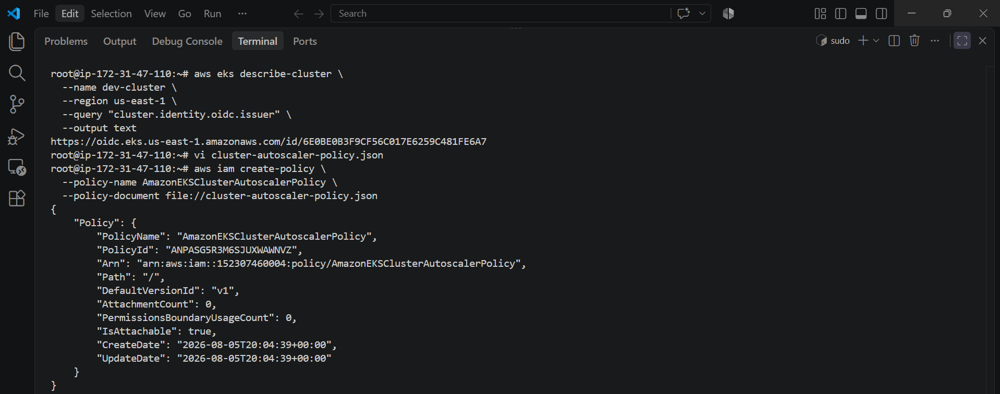 File Edit Selection View Go Run ... Search
Problems Output Debug Console Terminal Ports sudo
root@ip-172-31-47-110:~# aws eks describe-cluster \
  --name dev-cluster \
  --region us-east-1 \
  --query "cluster.identity.oidc.issuer" \
  --output text
https://oidc.eks.us-east-1.amazonaws.com/id/6E0BE0B3F9CF56C017E6259C481FE6A7
root@ip-172-31-47-110:~# vi cluster-autoscaler-policy.json
root@ip-172-31-47-110:~# aws iam create-policy \
  --policy-name AmazonEKSClusterAutoscalerPolicy \
  --policy-document file://cluster-autoscaler-policy.json
{
    "Policy": {
        "PolicyName": "AmazonEKSClusterAutoscalerPolicy",
        "PolicyId": "ANPASG5R3M6SJUXWAWNVZ",
        "Arn": "arn:aws:iam::152307460004:policy/AmazonEKSClusterAutoscalerPolicy",
        "Path": "/",
        "DefaultVersionId": "v1",
        "AttachmentCount": 0,
        "PermissionsBoundaryUsageCount": 0,
        "IsAttachable": true,
        "CreateDate": "2026-08-05T20:04:39+00:00",
        "UpdateDate": "2026-08-05T20:04:39+00:00"
    }
}